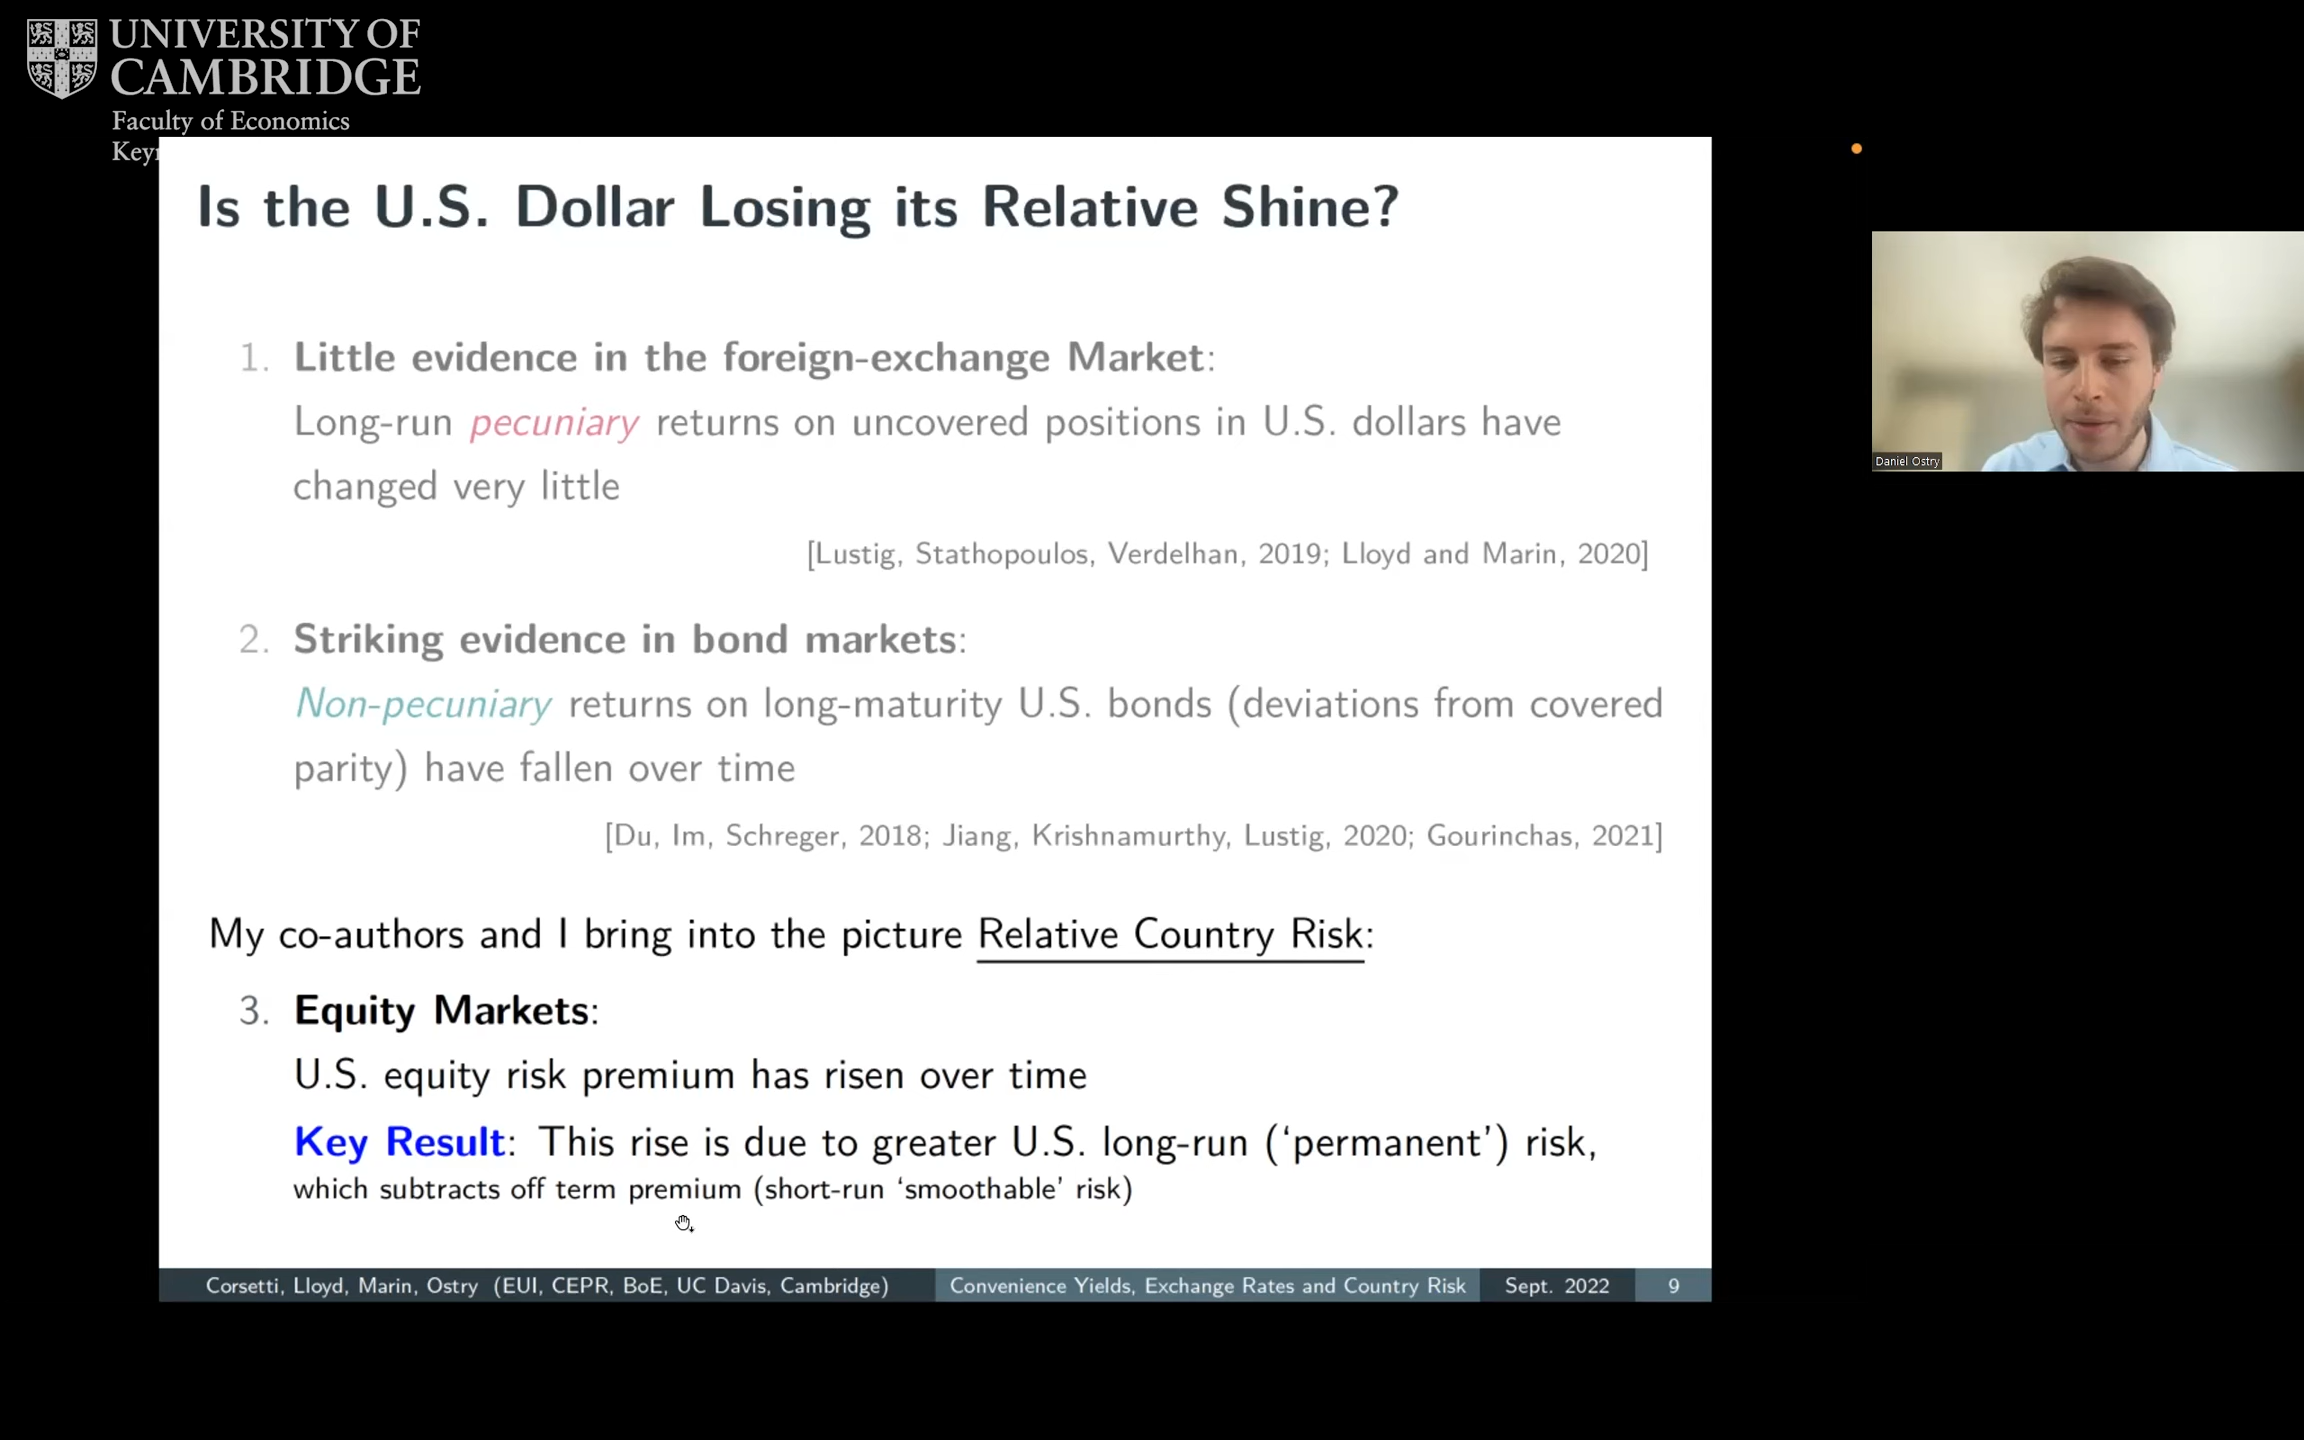 UNIVERSITY OF
CAMBRIDGE
Faculty of Economics
Is the U.S. Dollar Losing its Relative Shine?
1. Little evidence in the foreign-exchange Market:
Long-run pecuniary returns on uncovered positions in U.S. dollars have
changed very little
[Lustig, Stathopoulos, Verdelhan, 2019; Lloyd and Marin, 2020]
2. Striking evidence in bond markets:
Non-pecuniary returns on long-maturity U.S. bonds (deviations from covered
parity) have fallen over time
[Du, Im, Schreger, 2018; Jiang, Krishnamurthy, Lustig, 2020; Gourinchas, 2021]
My co-authors and I bring into the picture Relative Country Risk:
3. Equity Markets:
U.S. equity risk premium has risen over time
Key Result: This rise is due to greater U.S. long-run (‘permanent’) risk,
which subtracts off term premium (short-run ‘smoothable’ risk)
Corsetti, Lloyd, Marin, Ostry (EUI, CEPR, BoE, UC Davis, Cambridge) Convenience Yields, Exchange Rates and Country Risk Sept. 2022 9
Daniel Ostry